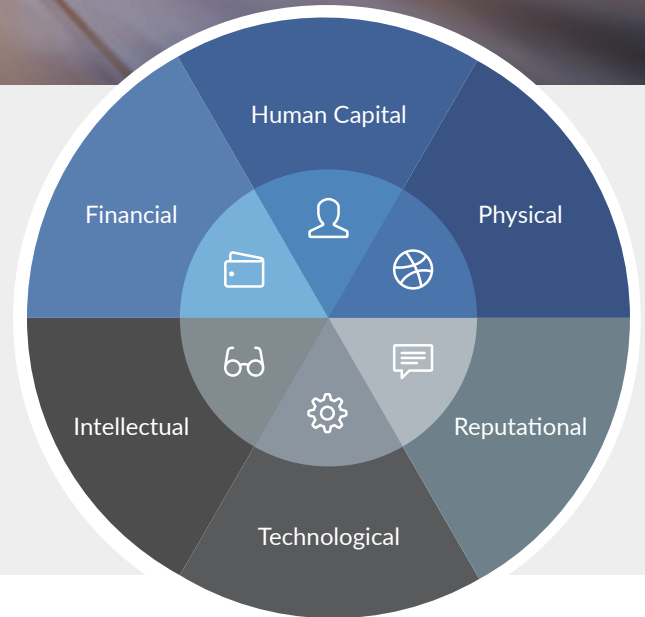 Human Capital
Financial
Physical
Intellectual
Reputational
Technological